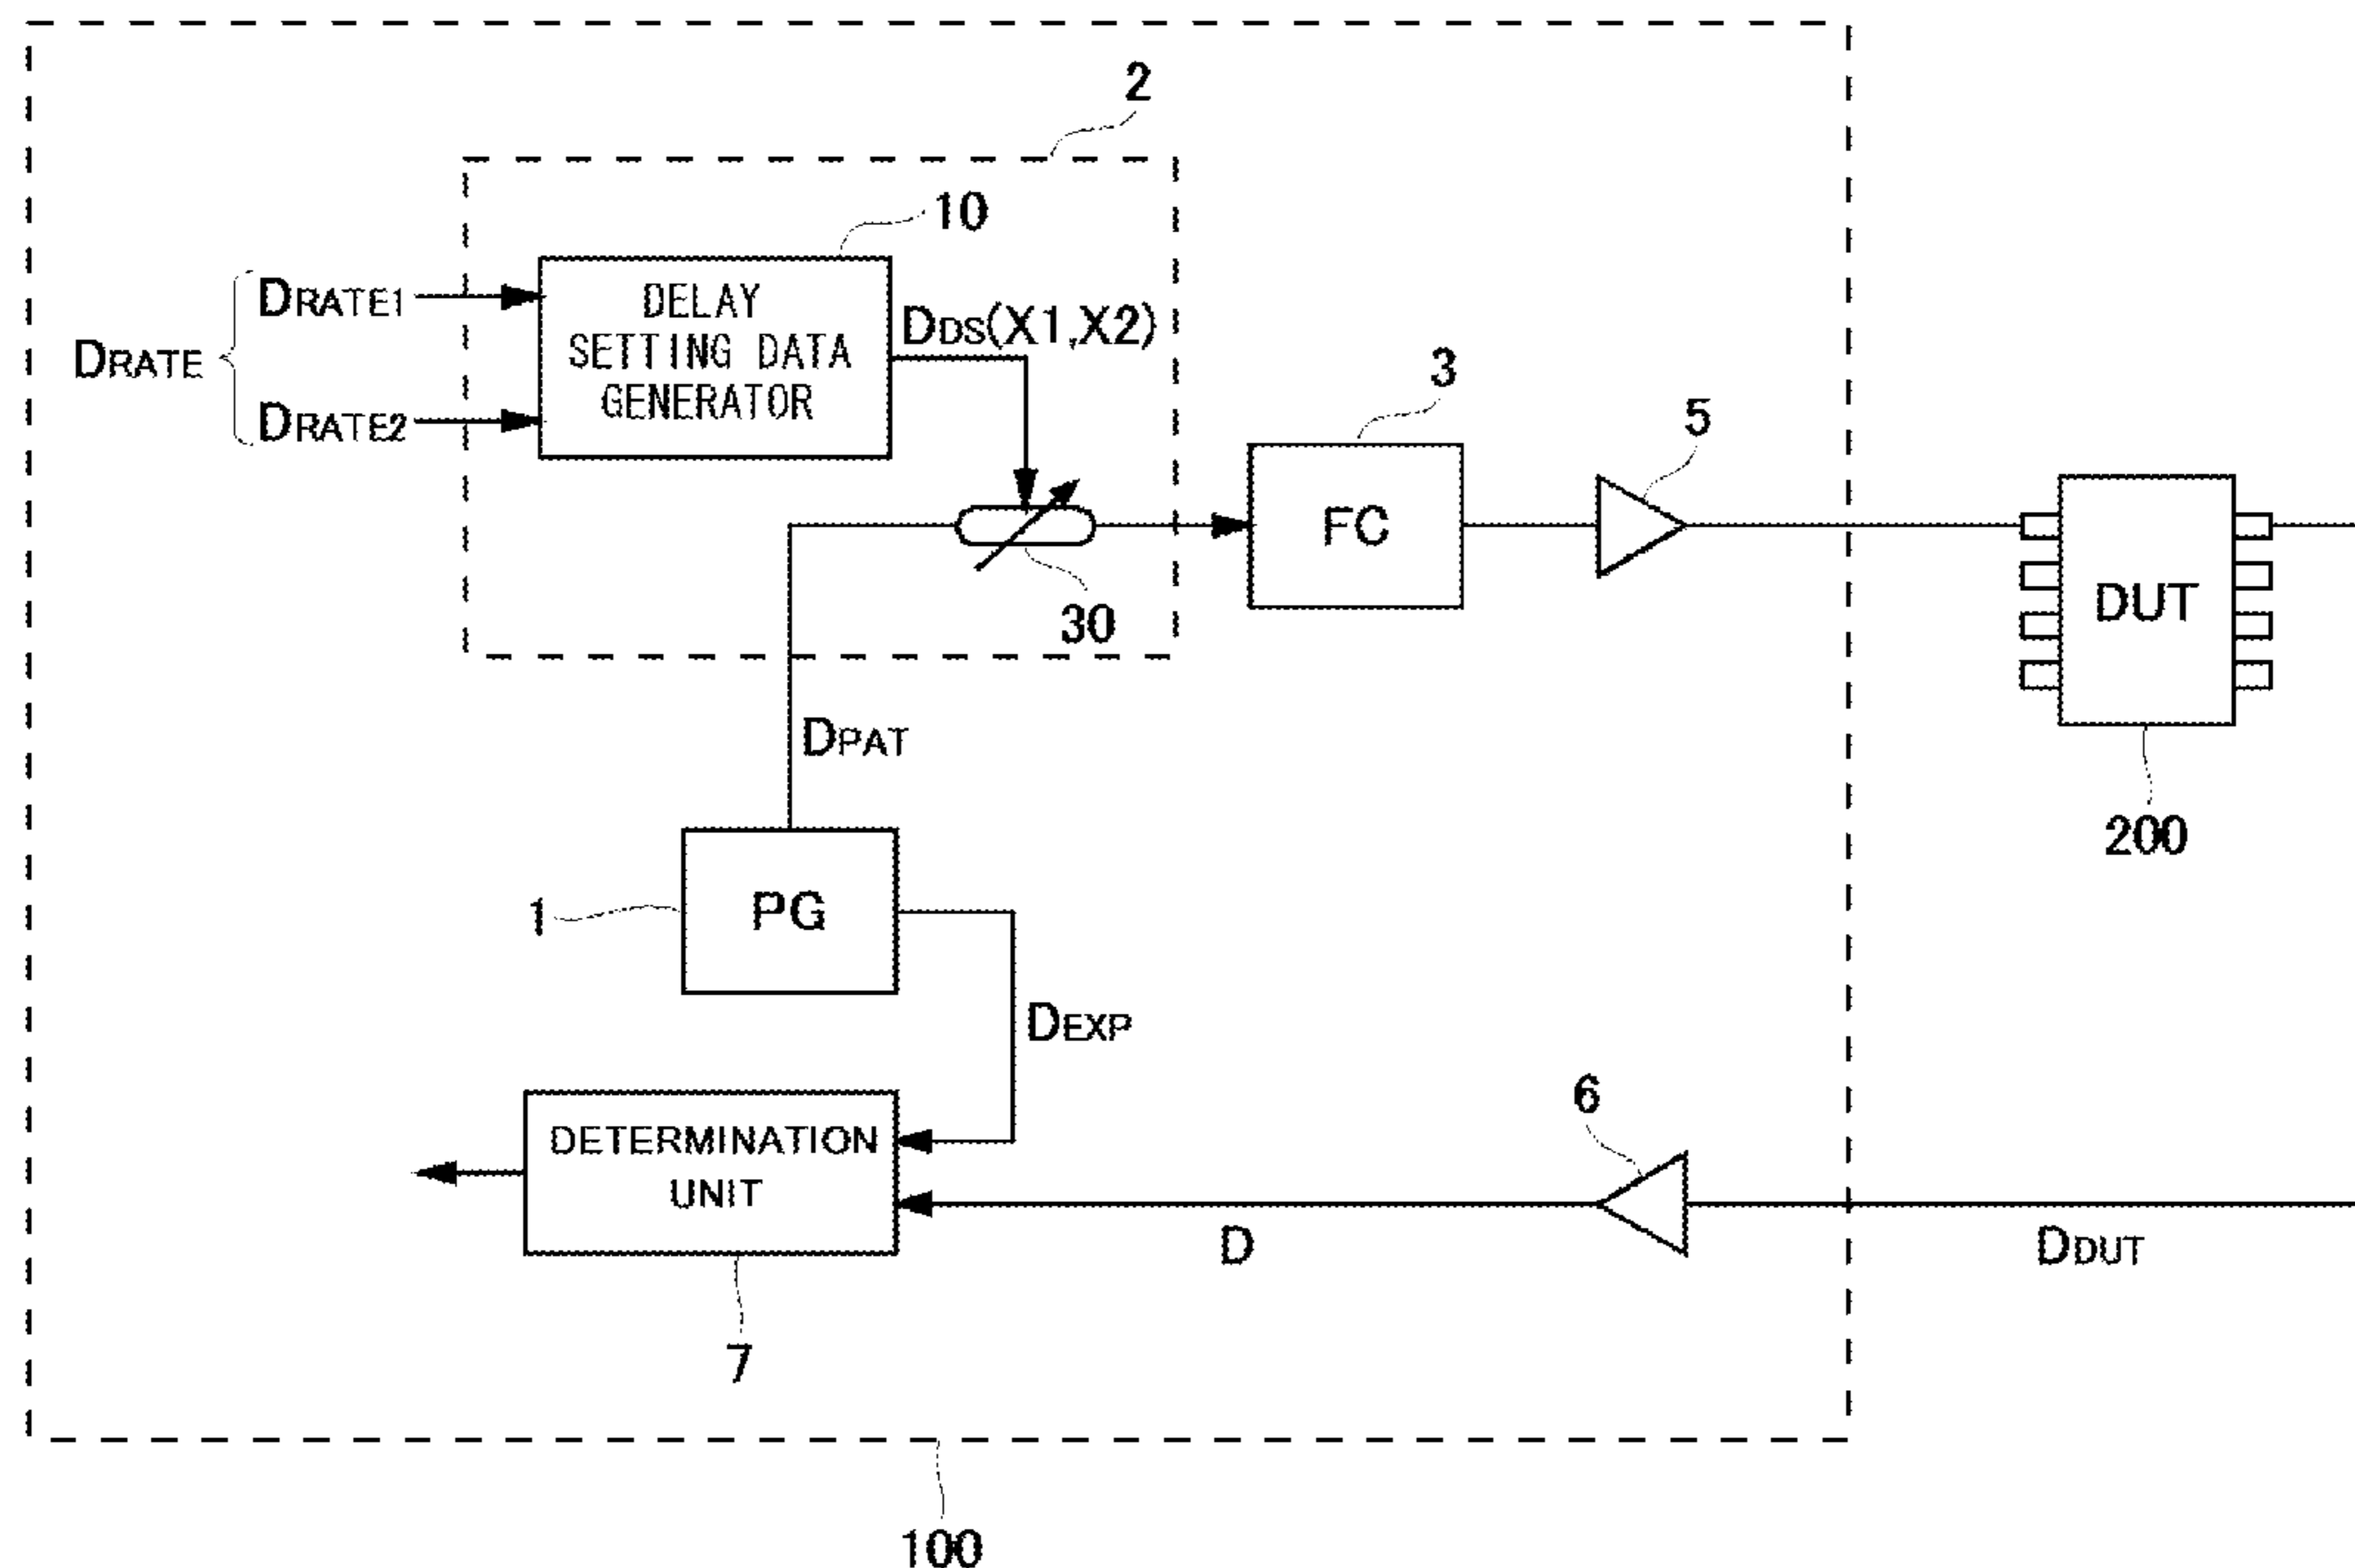 2
10
DRATE1
DRATE
DRATE2
DELAY
SETTING DATA
GENERATOR
DDS(X1,X2)
3
FC
5
30
DUT
200
DPAT
1
PG
DEXP
6
DETERMINATION
UNIT
D
DDUT
7
100